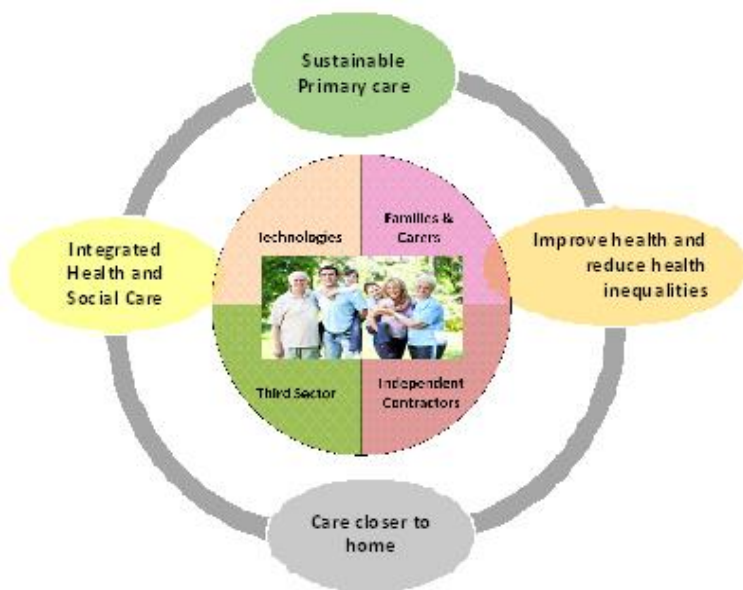 Sustainable
Primary care
Technologies
Families &
Carers
Integrated
Health and
Social Care
Improve health and
reduce health
inequalities
Third Sector
Independent
Contractors
Care closer to
home